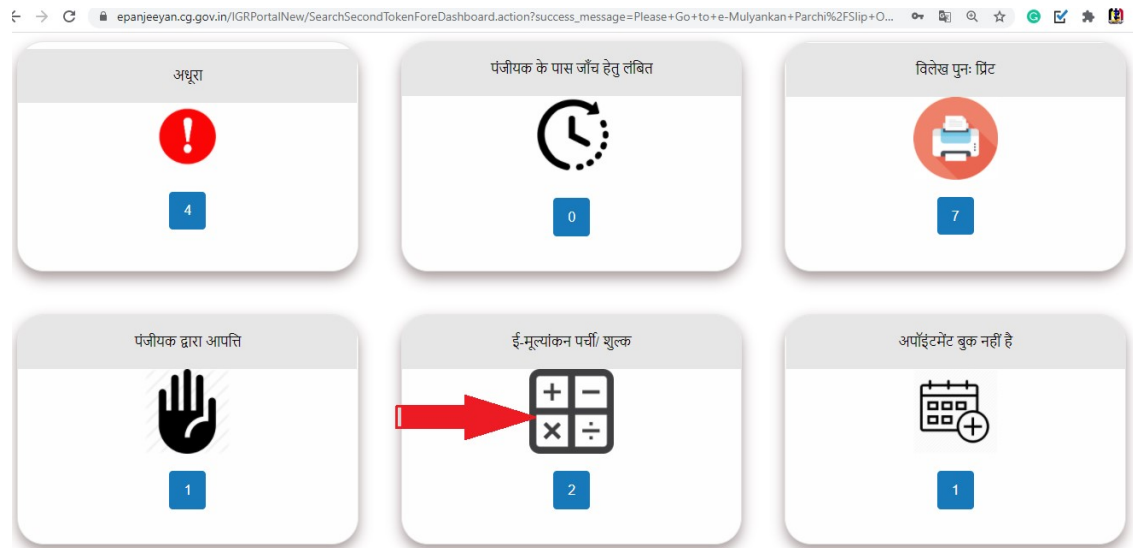 epanjeeyan.cg.gov.in/IGRPortalNew/SearchSecondTokenForeDashboard.action?success_message=Please+Go+to+e-Mulyankan+Parchi%2FSlip+O...
अधूरा
पंजीयक के पास जाँच हेतु लंबित
विलेख पुनः प्रिंट
4
0
7
पंजीयक द्वारा आपत्ति
ई-मूल्यांकन पर्ची/ शुल्क
अपॉइंटमेंट बुक नहीं है
1
2
1